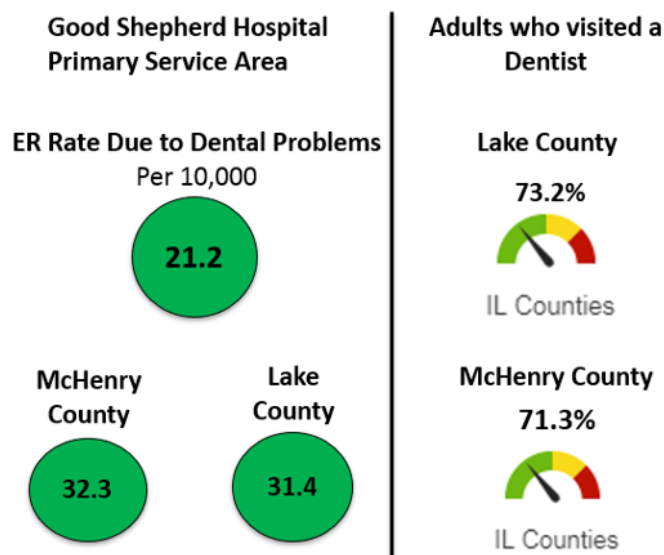 Good Shepherd Hospital
Primary Service Area
ER Rate Due to Dental Problems
Per 10,000
21.2
McHenry
County
32.3
Lake
County
31.4
Adults who visited a
Dentist
Lake County
73.2%
IL Counties
McHenry County
71.3%
IL Counties